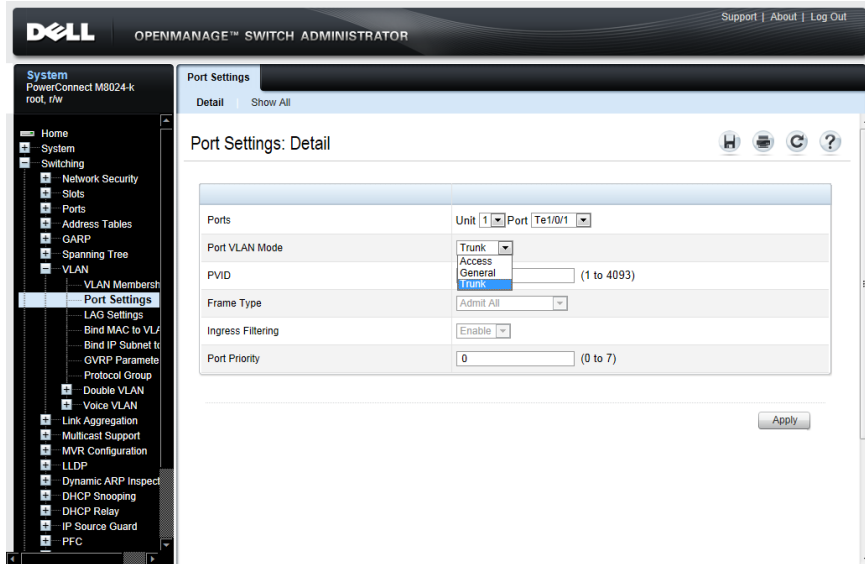 Support | About | Log Out
DELL OPENMANAGE™ SWITCH ADMINISTRATOR
System
PowerConnect M8024-k
root, r/w
Home
System
Switching
Network Security
Slots
Ports
Address Tables
GARP
Spanning Tree
VLAN
VLAN Membersh
Port Settings
LAG Settings
Bind MAC to VLA
Bind IP Subnet to
GVRP Paramete
Protocol Group
Double VLAN
Voice VLAN
Link Aggregation
Multicast Support
MVR Configuration
LLDP
Dynamic ARP Inspect
DHCP Snooping
DHCP Relay
IP Source Guard
PFC
Port Settings
Detail Show All
Port Settings: Detail
Ports Unit 1 Port Te1/0/1
Port VLAN Mode Trunk
Access
General
Trunk
PVID (1 to 4093)
Frame Type Admit All
Ingress Filtering Enable
Port Priority 0 (0 to 7)
Apply